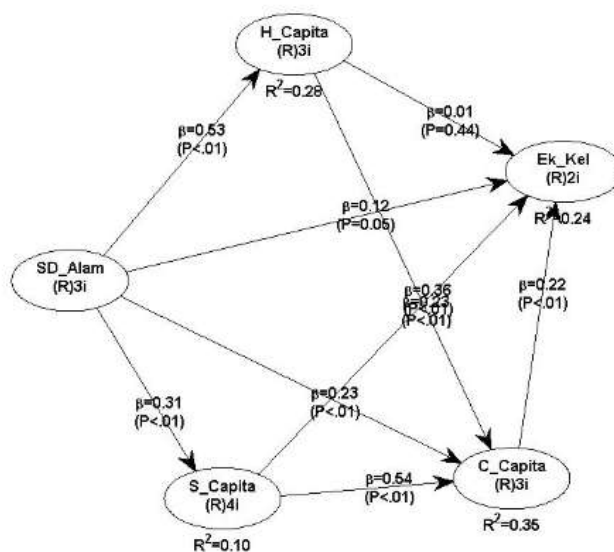 H_Capita
(R)3i
R²=0.28
β=0.01
(P=0.44)
β=0.53
(P<.01)
Ek_Kel
(R)2i
R²=0.24
β=0.12
(P=0.05)
SD_Alam
(R)3i
β=0.36
(P<.01)
β=0.23
(P<.01)
β=0.22
(P<.01)
β=0.31
(P<.01)
β=0.23
(P<.01)
S_Capita
(R)4i
R²=0.10
β=0.54
(P<.01)
C_Capita
(R)3i
R²=0.35